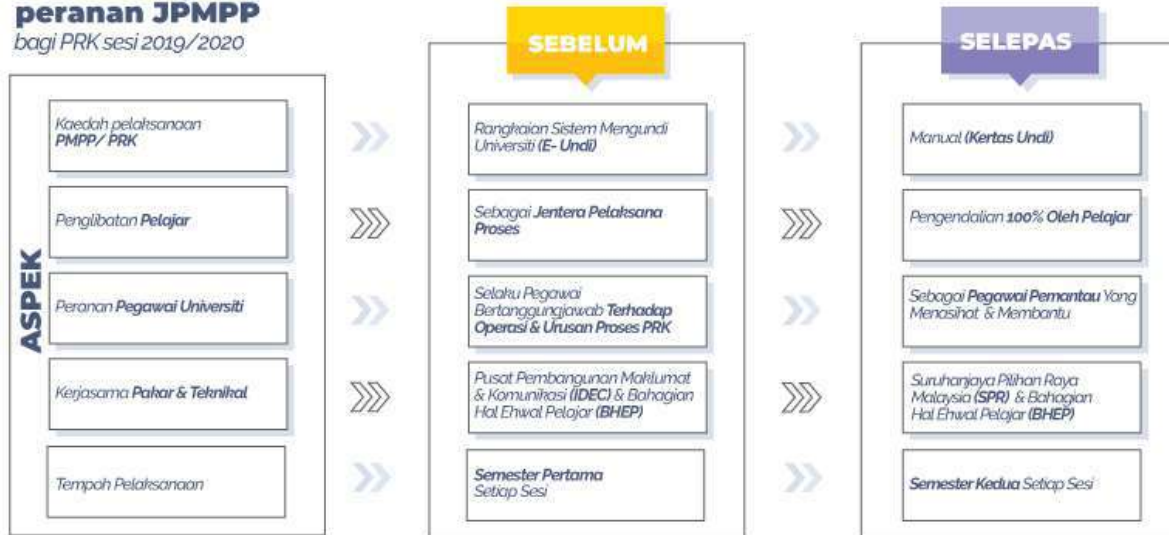 peranan JPMPP
bagi PRK sesi 2019/2020
SEBELUM
SELEPAS
ASPEK
Kaedah pelaksanaan
PMPP/ PRK
Rangkaian Sistem Mengundi
Universiti (E- Undi)
Manual (Kertas Undi)
Penglibatan Pelajar
Sebagai Jentera Pelaksana
Proses
Pengendalian 100% Oleh Pelajar
Peranan Pegawai Universiti
Selaku Pegawai
Bertanggungjawab Terhadap
Operasi & Urusan Proses PRK
Sebagai Pegawai Pemantau Yang
Menasihat & Membantu
Kerjasama Pakar & Teknikal
Pusat Pembangunan Maklumat
& Komunikasi (iDEC) & Bahagian
Hal Ehwal Pelajar (BHEP)
Suruhanjaya Pilihan Raya
Malaysia (SPR) & Bahagian
Hal Ehwal Pelajar (BHEP)
Tempoh Pelaksanaan
Semester Pertama
Setiap Sesi
Semester Kedua Setiap Sesi